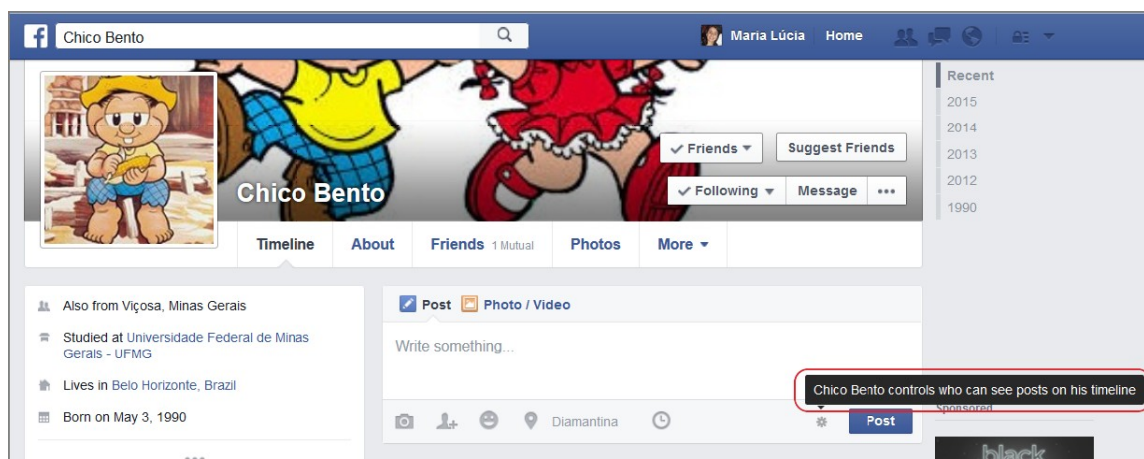 f Chico Bento
Maria Lúcia Home
Chico Bento
Friends Suggest Friends
Following Message
Timeline About Friends 1 Mutual Photos More
Recent
2015
2014
2013
2012
1990
Also from Viçosa, Minas Gerais
Studied at Universidade Federal de Minas
Gerais - UFMG
Lives in Belo Horizonte, Brazil
Born on May 3, 1990
Post Photo / Video
Write something...
Chico Bento controls who can see posts on his timeline
Diamantina
Post
Sponsored
black